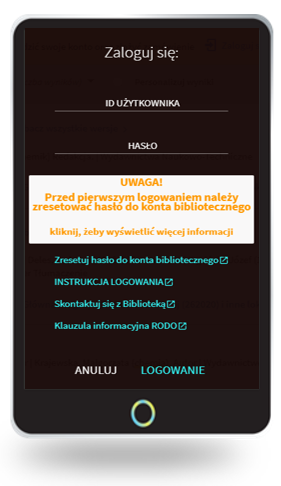 Zaloguj się:
ID UŻYTKOWNIKA
HASŁO
UWAGA!
Przed pierwszym logowaniem należy
zresetować hasło do konta bibliotecznego
kliknij, żeby wyświetlić więcej informacji
Zresetuj hasło do konta bibliotecznego
INSTRUKCJA LOGOWANIA
Skontaktuj się z Biblioteką
Klauzula informacyjna RODO
ANULUJ LOGOWANIE